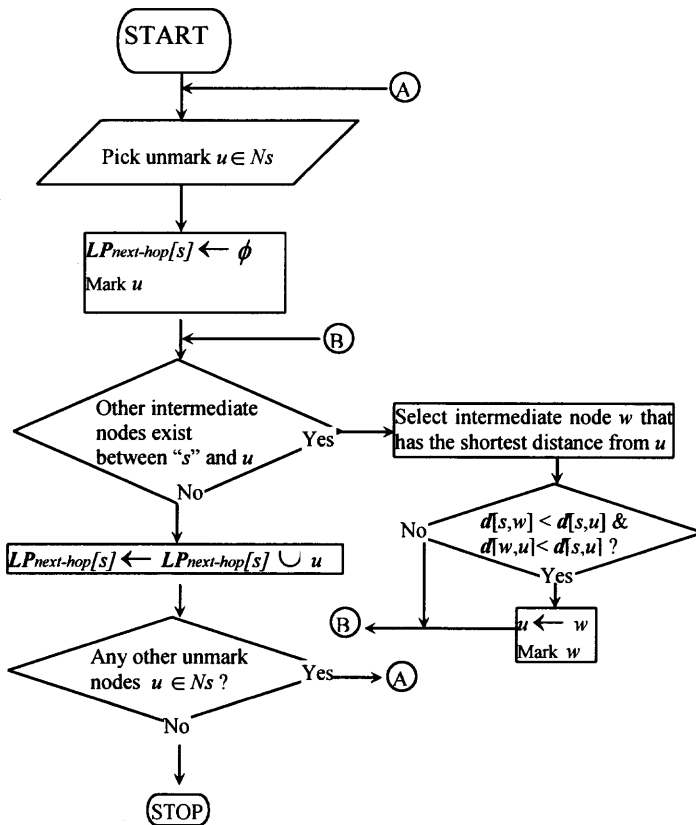 START
A
Pick unmark u ∈ Ns
LPnext-hop[s] ← ϕ
Mark u
B
Other intermediate
nodes exist
between "s" and u
Yes
No
Select intermediate node w that
has the shortest distance from u
d[s,w] < d[s,u] &
d[w,u]< d[s,u] ?
No
Yes
u ← w
Mark w
B
LPnext-hop[s] ← LPnext-hop[s] ∪ u
Any other unmark
nodes u ∈ Ns ?
Yes
A
No
STOP